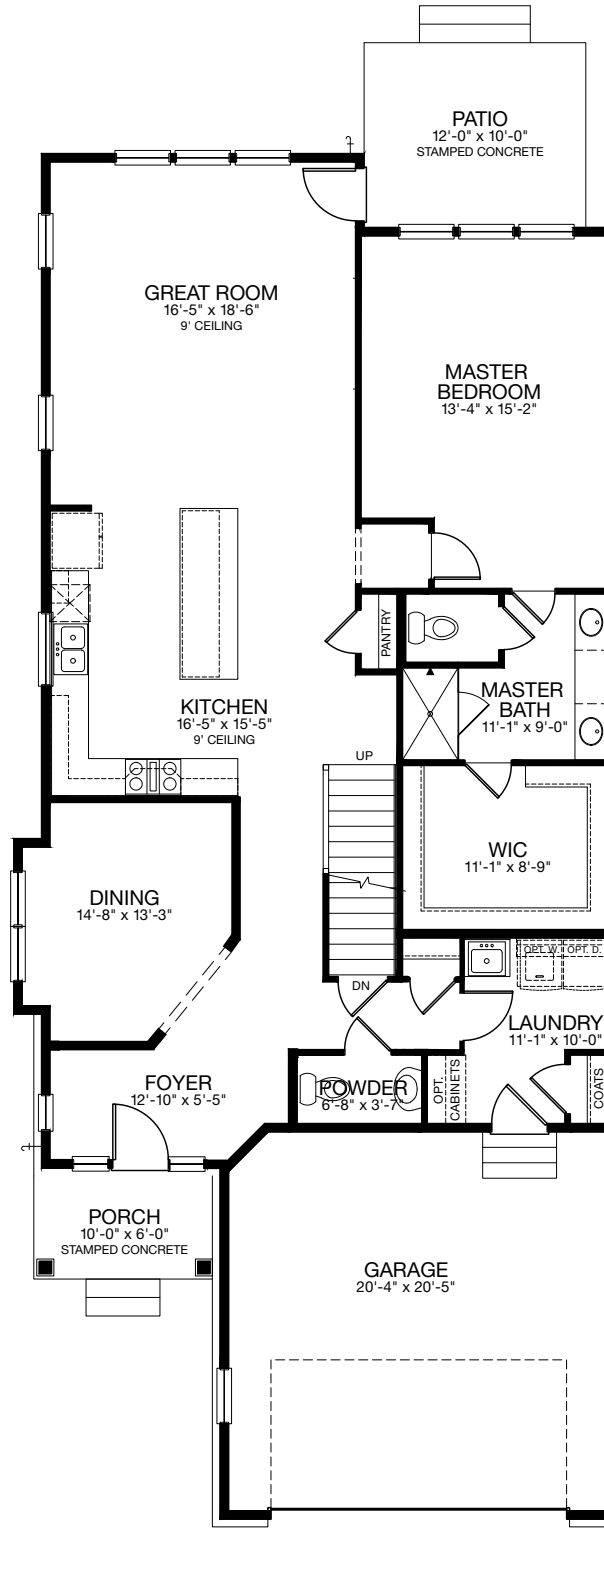 PATIO
12'-0" x 10'-0"
STAMPED CONCRETE
GREAT ROOM
16'-5" x 18'-6"
9' CEILING
MASTER
BEDROOM
13'-4" x 15'-2"
PANTRY
KITCHEN
16'-5" x 15'-5"
9' CEILING
MASTER
BATH
11'-1" x 9'-0"
UP
WIC
11'-1" x 8'-9"
DINING
14'-8" x 13'-3"
OPT. W. OPT. D.
DN
LAUNDRY
11'-1" x 10'-0"
FOYER
12'-10" x 5'-5"
POWDER
6'-8" x 3'-7"
OPT.
CABINETS
COATS
PORCH
10'-0" x 6'-0"
STAMPED CONCRETE
GARAGE
20'-4" x 20'-5"